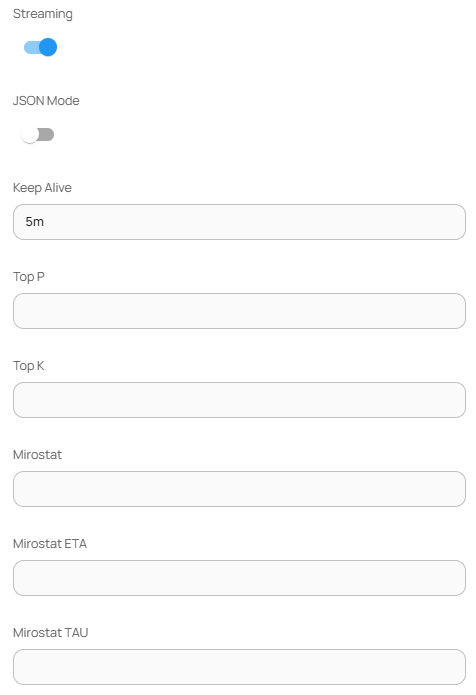 Streaming
JSON Mode
Keep Alive
5m
Top P
Top K
Mirostat
Mirostat ETA
Mirostat TAU